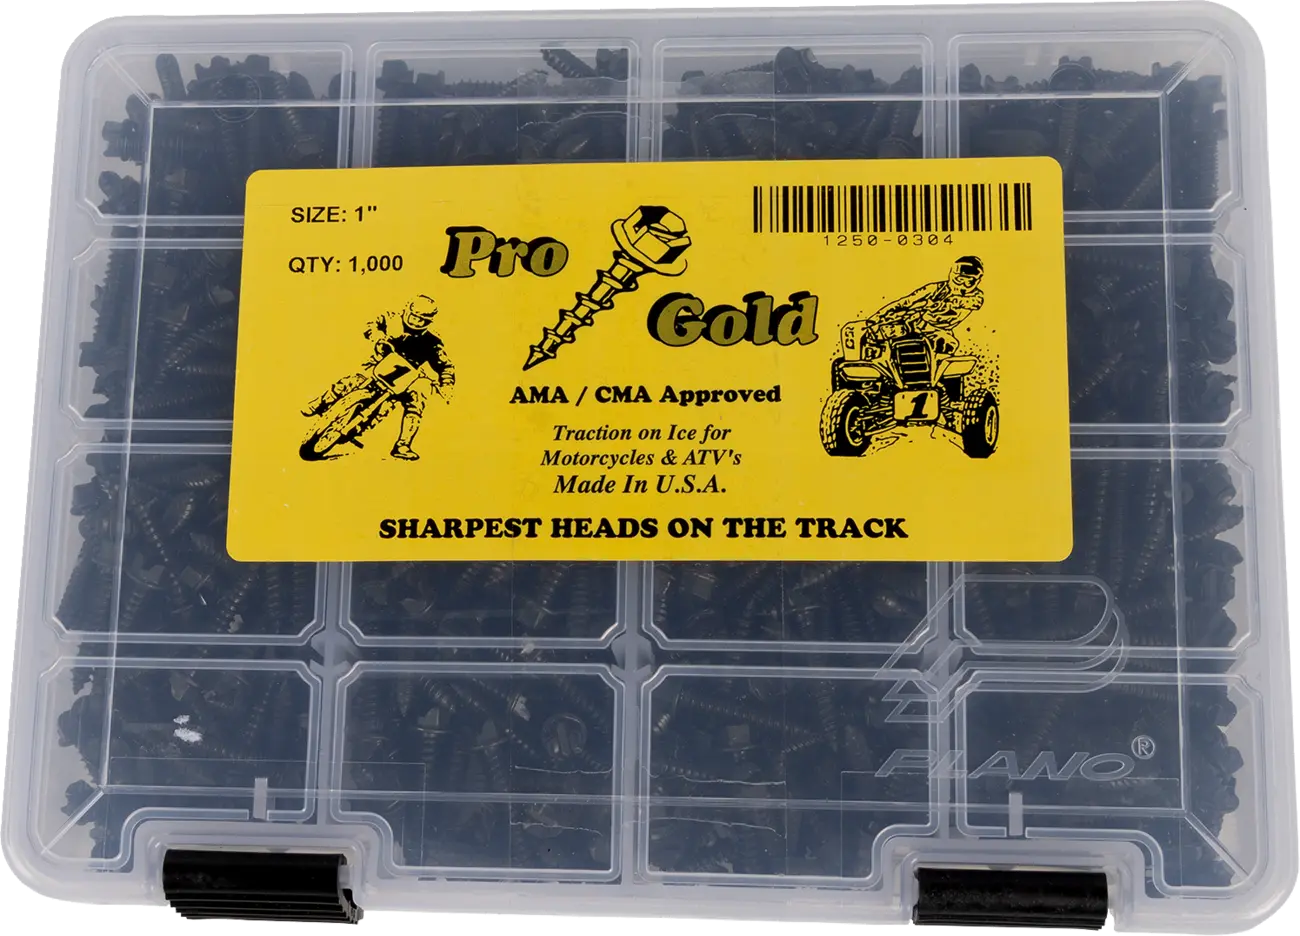 SIZE: 1"
QTY: 1,000
Pro
Gold
1250-0304
1
1
AMA / CMA Approved
Traction on Ice for
Motorcycles & ATV's
Made In U.S.A.
SHARPEST HEADS ON THE TRACK
PLANO®